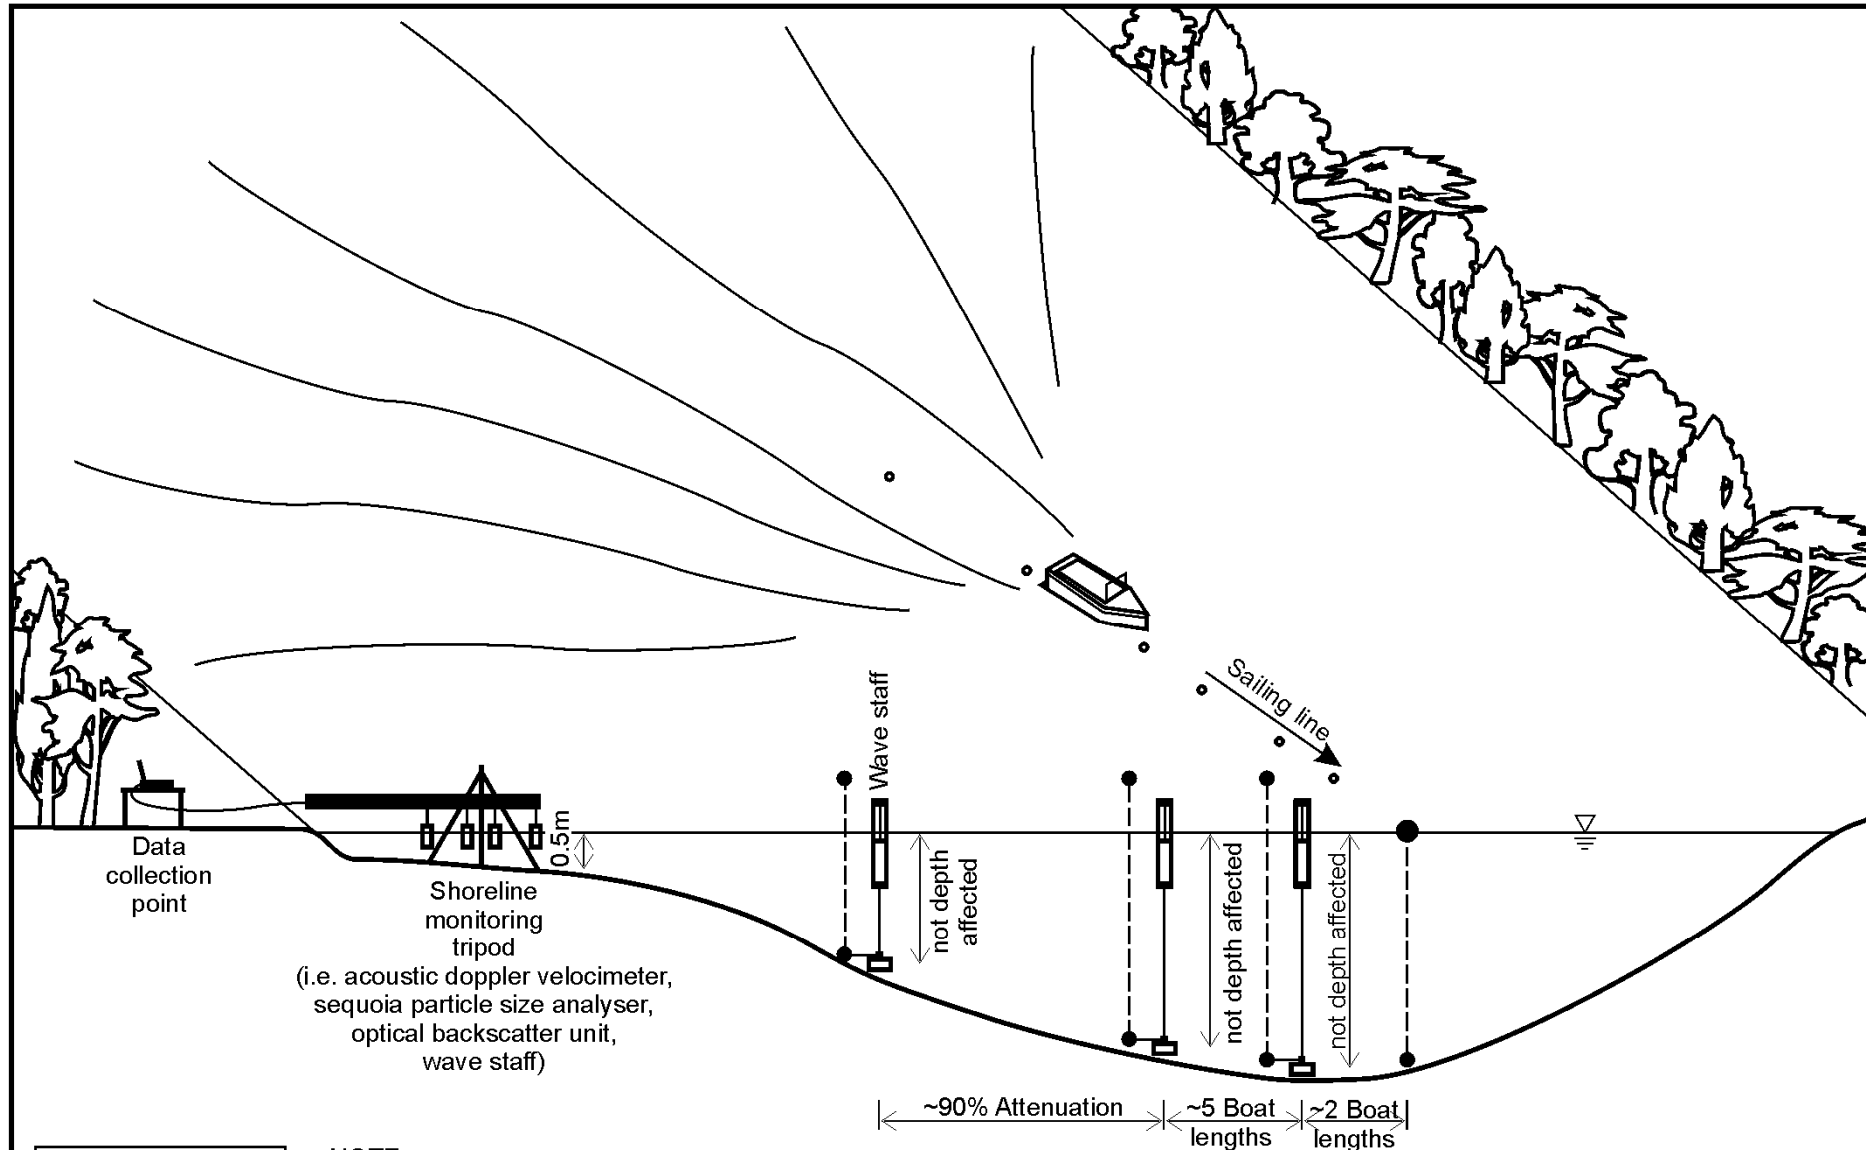 Sailing line
Wave staff
Data
collection
point
Shoreline
monitoring
tripod
(i.e. acoustic doppler velocimeter,
sequoia particle size analyser,
optical backscatter unit,
wave staff)
0.5m
not depth
affected
not depth affected
not depth affected
~90% Attenuation
~5 Boat
lengths
~2 Boat
lengths